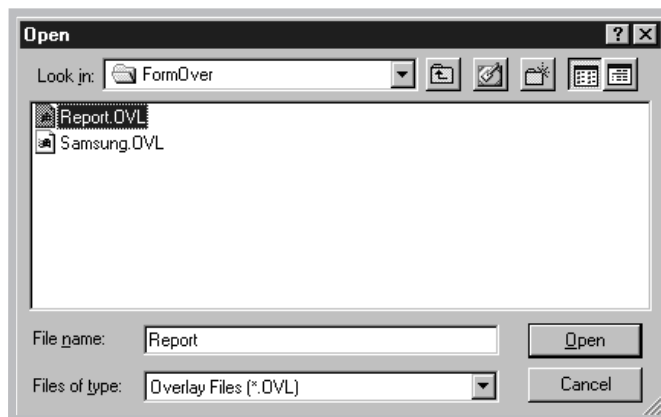 Open
Look in: FormOver
Report.OVL
Samsung.OVL
File name: Report Open
Files of type: Overlay Files (*.OVL) Cancel